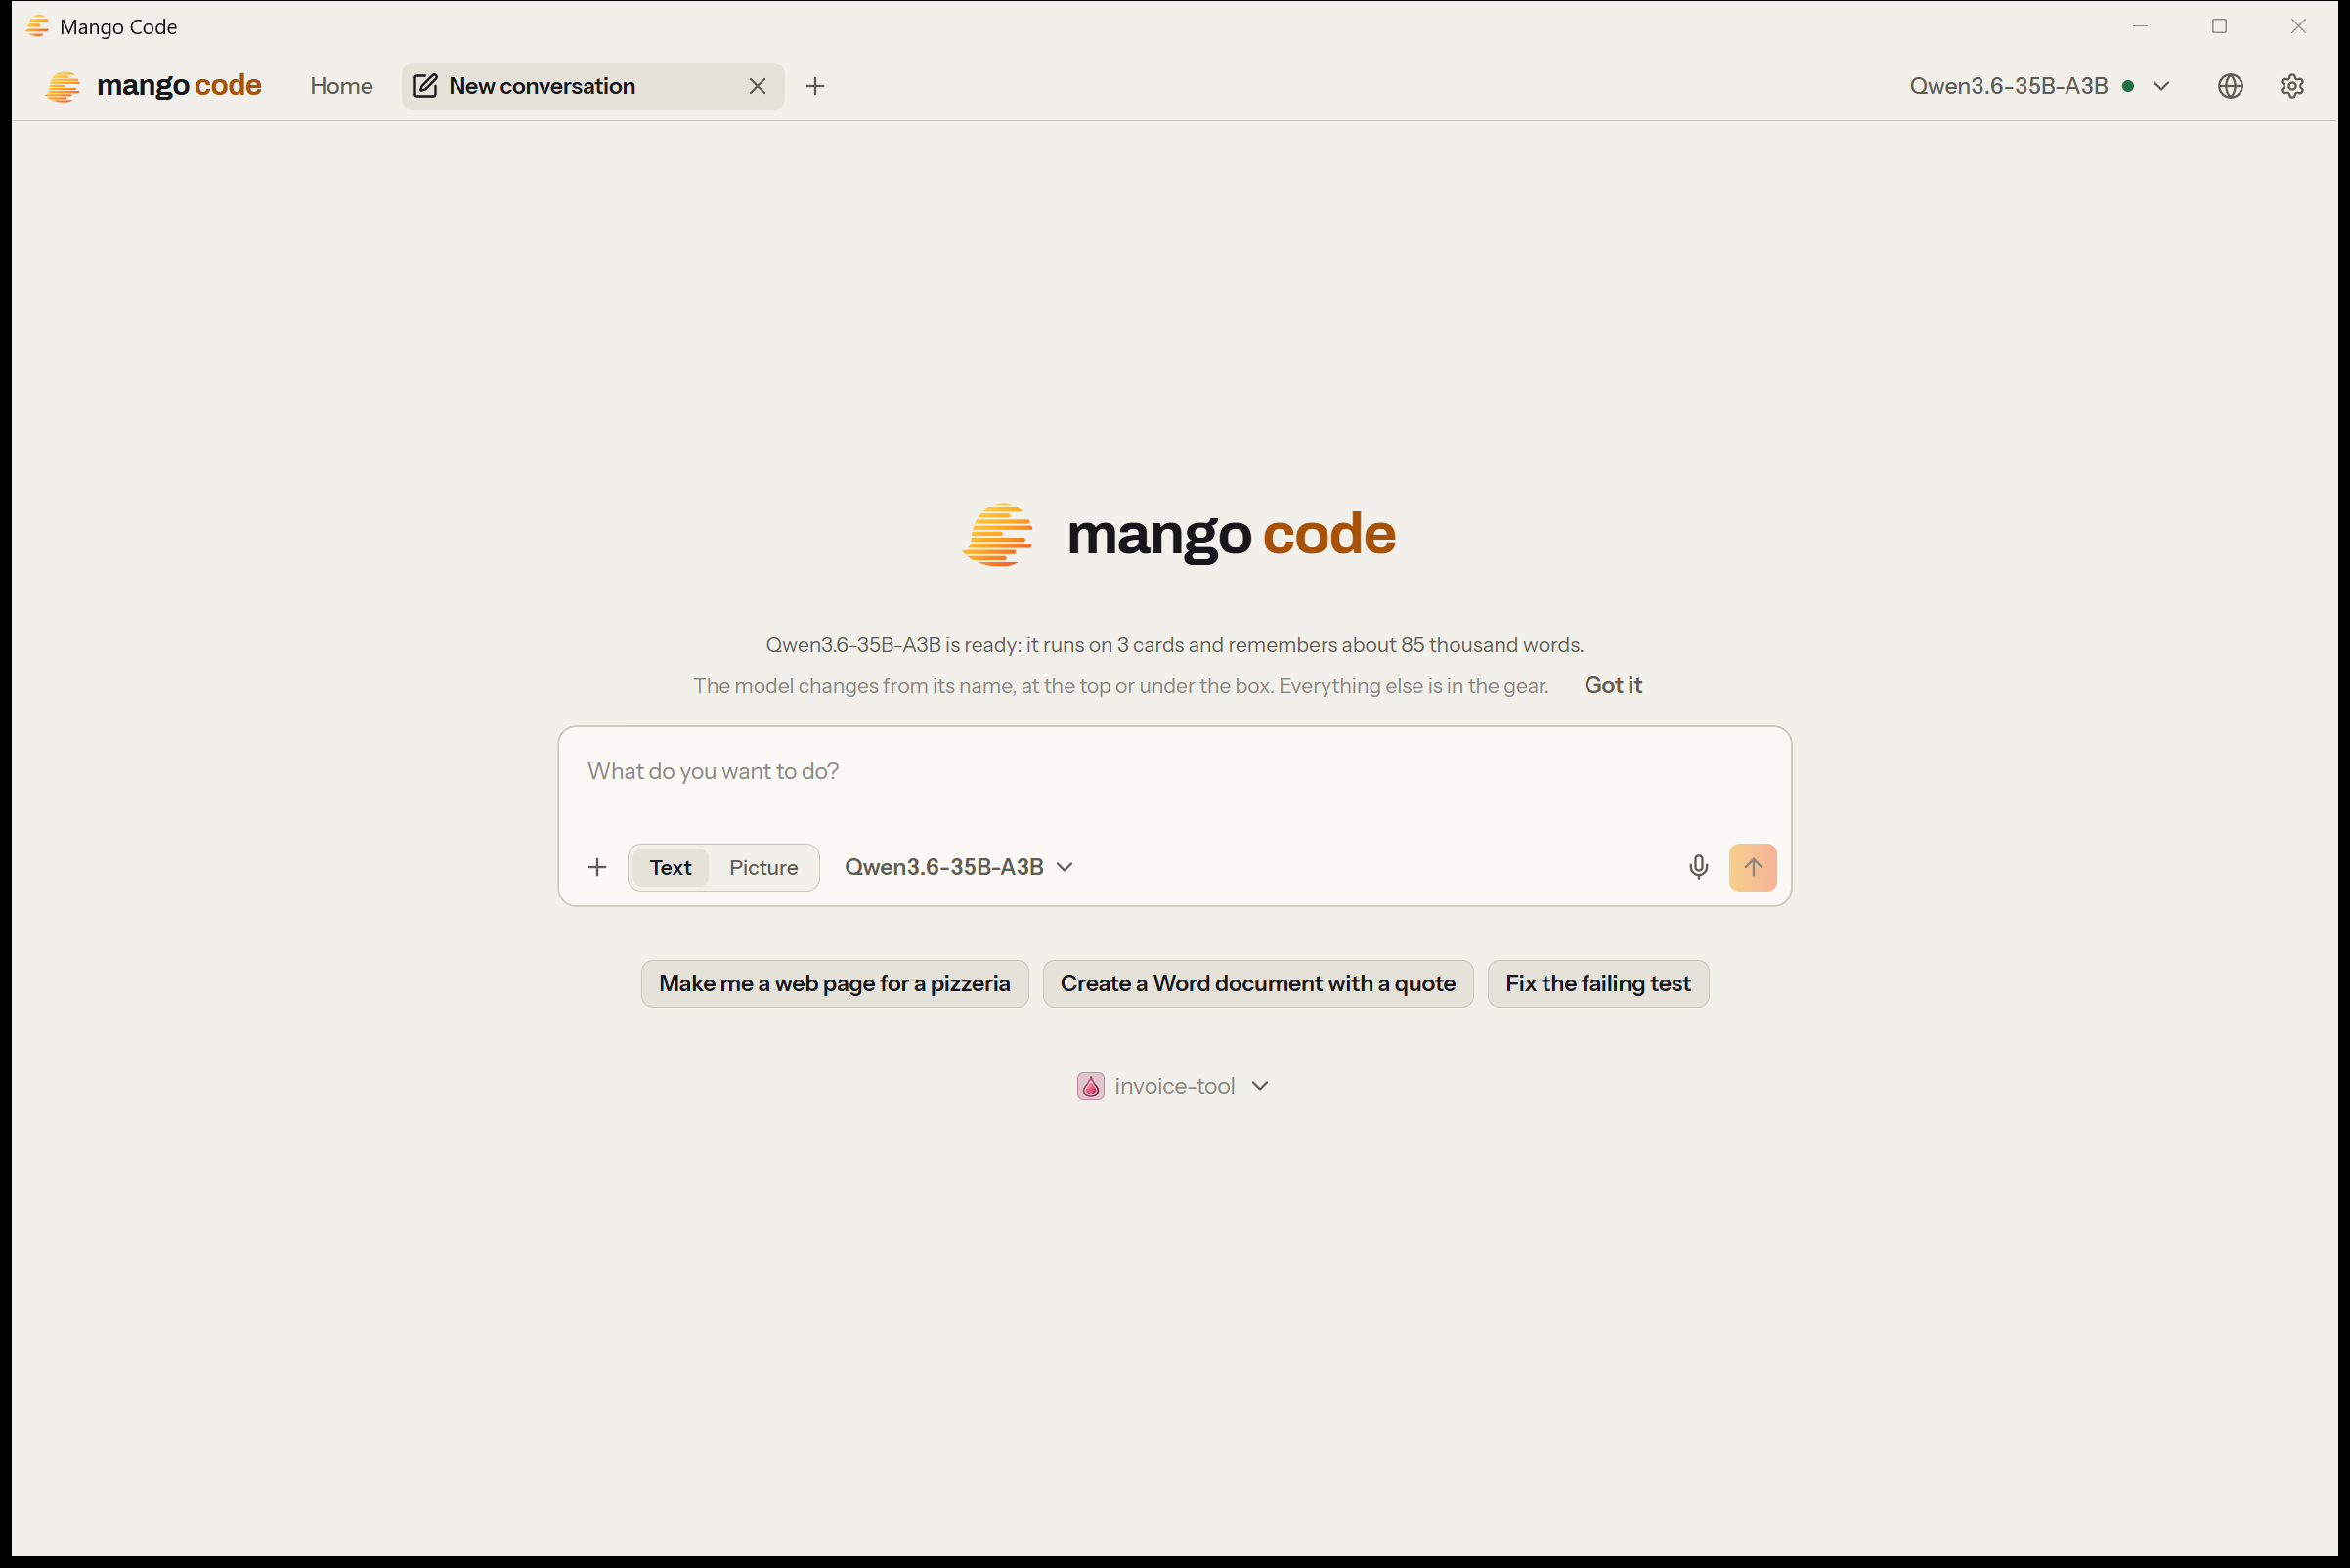 Mango Code
mango code
Home
New conversation
Qwen3.6-35B-A3B
mango code
Qwen3.6-35B-A3B is ready: it runs on 3 cards and remembers about 85 thousand words.
The model changes from its name, at the top or under the box. Everything else is in the gear.
Got it
What do you want to do?
Text
Picture
Qwen3.6-35B-A3B
Make me a web page for a pizzeria
Create a Word document with a quote
Fix the failing test
invoice-tool